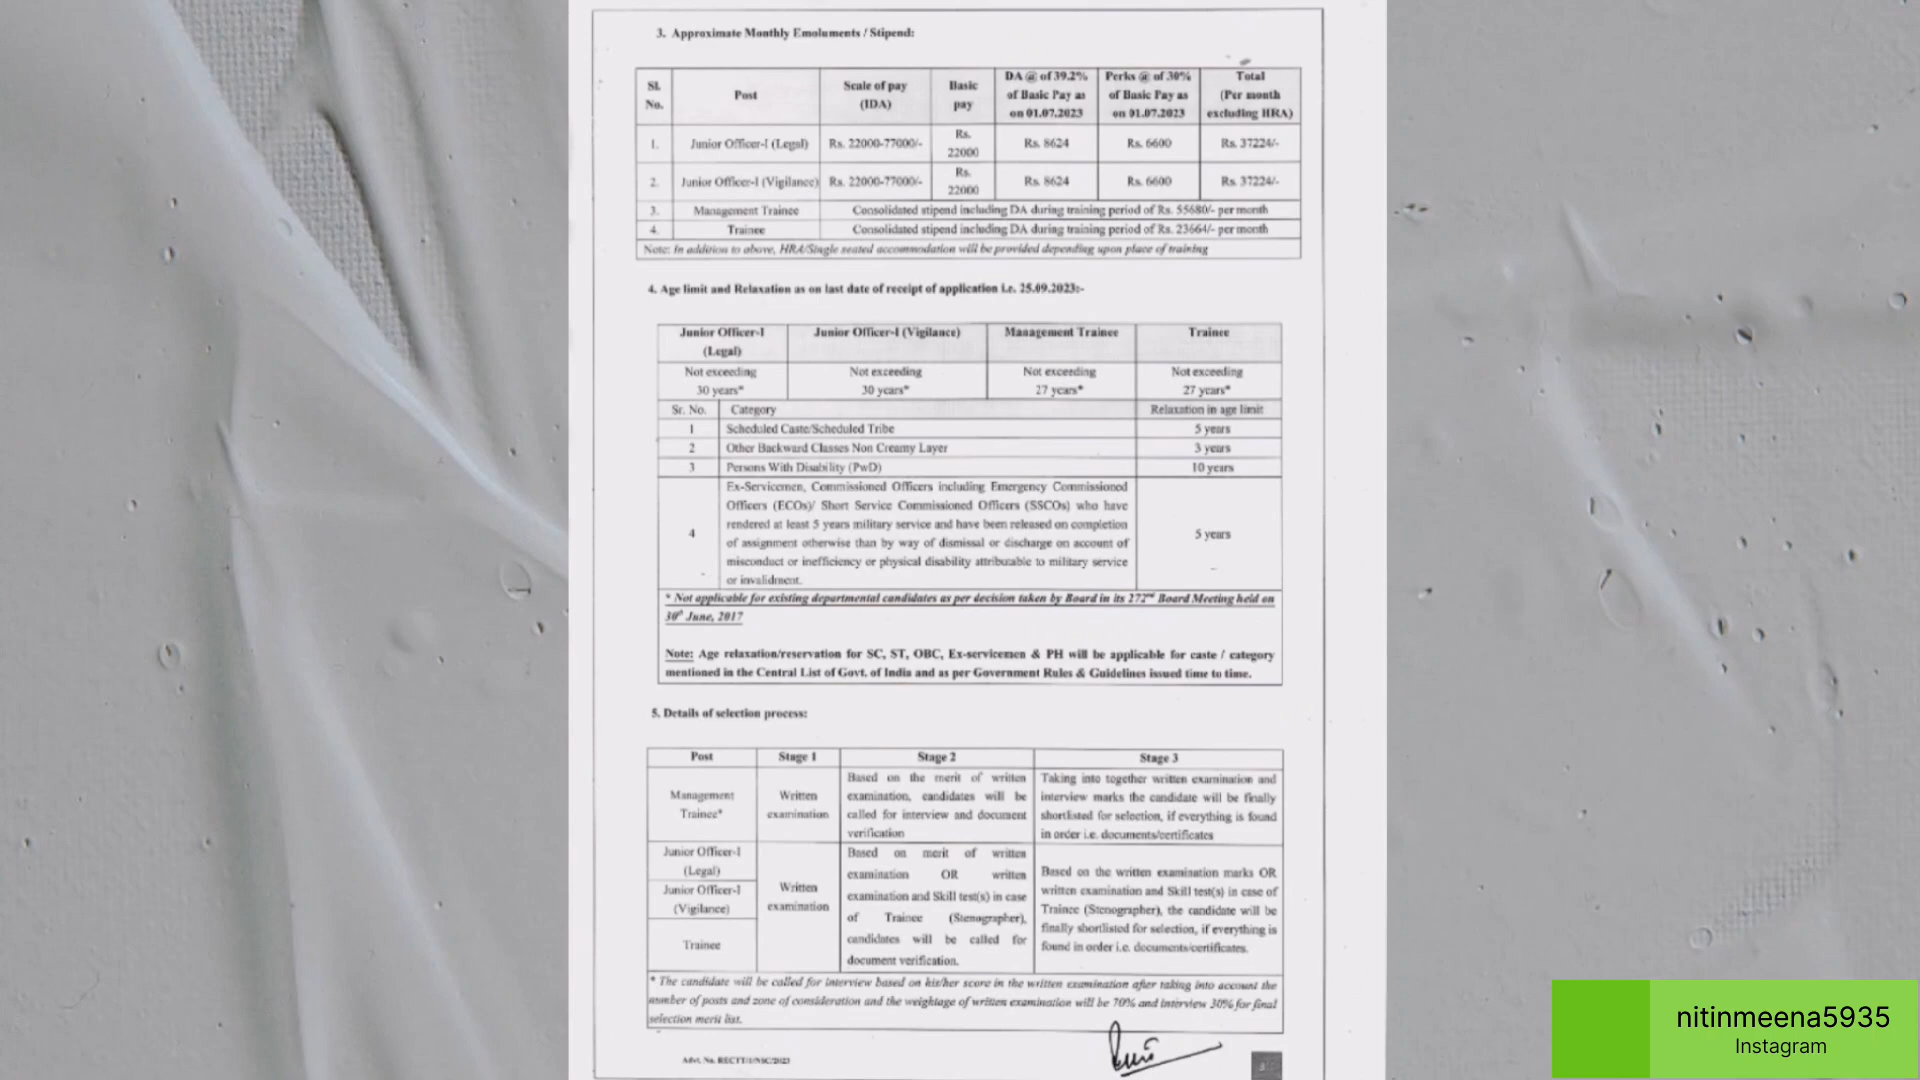 3. Approximate Monthly Emoluments / Stipend:
Sl. No. Post Scale of pay (IDA) Basic pay DA @ of 39.2% of Basic Pay as on 01.07.2023 Perks @ of 30% of Basic Pay as on 01.07.2023 Total (Per month excluding HRA)
1. Junior Officer-I (Legal) Rs. 22000-77000/- Rs. 22000 Rs. 8624 Rs. 6600 Rs. 37224/-
2. Junior Officer-I (Vigilance) Rs. 22000-77000/- Rs. 22000 Rs. 8624 Rs. 6600 Rs. 37224/-
3. Management Trainee Consolidated stipend including DA during training period of Rs. 55680/- per month
4. Trainee Consolidated stipend including DA during training period of Rs. 23664/- per month
Note: In addition to above, HRA/Single seated accommodation will be provided depending upon place of training
4. Age limit and Relaxation as on last date of receipt of application i.e. 25.09.2023:-
Junior Officer-I (Legal) Junior Officer-I (Vigilance) Management Trainee Trainee
Not exceeding 30 years* Not exceeding 30 years* Not exceeding 27 years* Not exceeding 27 years*
Sr. No. Category Relaxation in age limit
1 Scheduled Caste/Scheduled Tribe 5 years
2 Other Backward Classes Non Creamy Layer 3 years
3 Persons With Disability (PwD) 10 years
4 Ex-Servicemen, Commissioned Officers including Emergency Commissioned
Officers (ECOs)/ Short Service Commissioned Officers (SSCOs) who have
rendered at least 5 years military service and have been released on completion
of assignment otherwise than by way of dismissal or discharge on account of
misconduct or inefficiency or physical disability attributable to military service
or invalidment.
5 years
* Not applicable for existing departmental candidates as per decision taken by Board in its 272nd Board Meeting held on
30th June, 2017
Note: Age relaxation/reservation for SC, ST, OBC, Ex-servicemen & PH will be applicable for caste / category
mentioned in the Central List of Govt. of India and as per Government Rules & Guidelines issued time to time.
5. Details of selection process:
Post Stage 1 Stage 2 Stage 3
Management Trainee*
Written examination
Based on the merit of written
examination, candidates will be
called for interview and document
verification
Taking into together written examination and
interview marks the candidate will be finally
shortlisted for selection, if everything is found
in order i.e. documents/certificates
Junior Officer-I (Legal)
Junior Officer-I (Vigilance)
Trainee
Written examination
Based on merit of written
examination OR written
examination and Skill test(s) in case
of Trainee (Stenographer),
candidates will be called for
document verification.
Based on the written examination marks OR
written examination and Skill test(s) in case of
Trainee (Stenographer), the candidate will be
finally shortlisted for selection, if everything is
found in order i.e. documents/certificates.
* The candidate will be called for interview based on his/her score in the written examination after taking into account the
number of posts and zone of consideration and the weightage of written examination will be 70% and interview 30% for final
selection merit list.
Advt. No. RECTT/1/NSC/2023
3
nitinmeena5935
Instagram